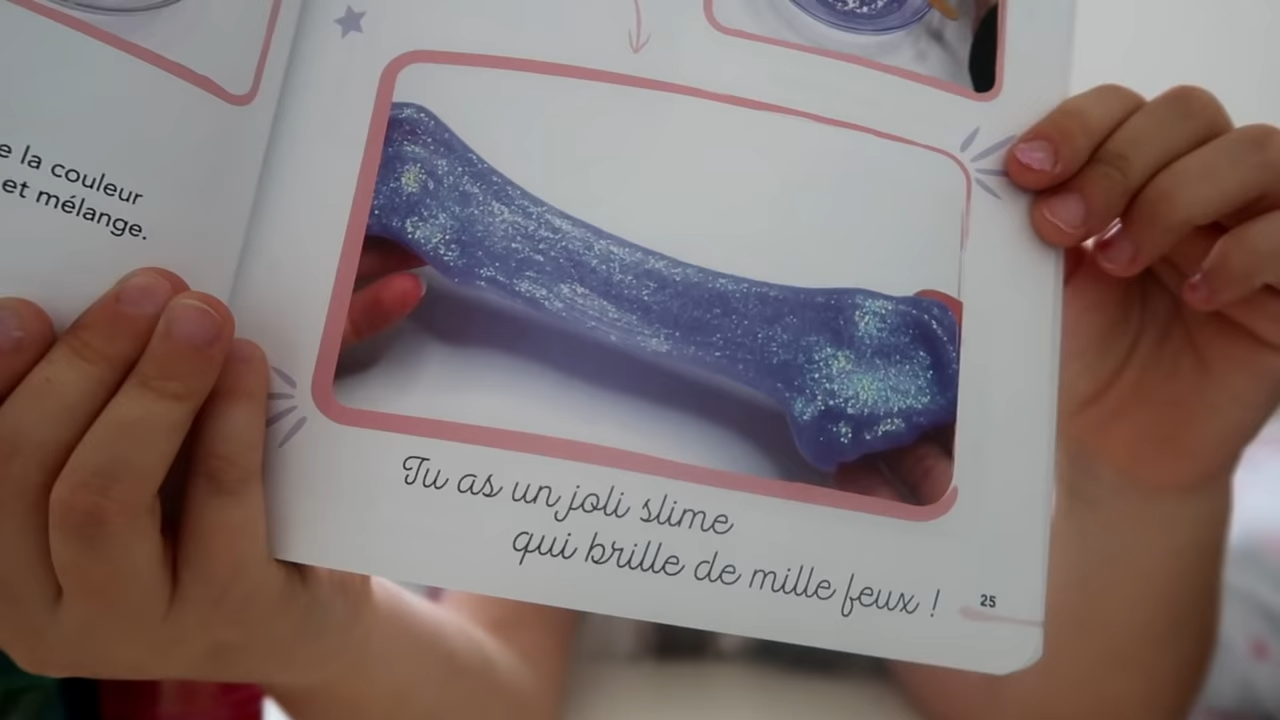 e la couleur
et mélange.
Tu as un joli slime
qui brille de mille feux !
25